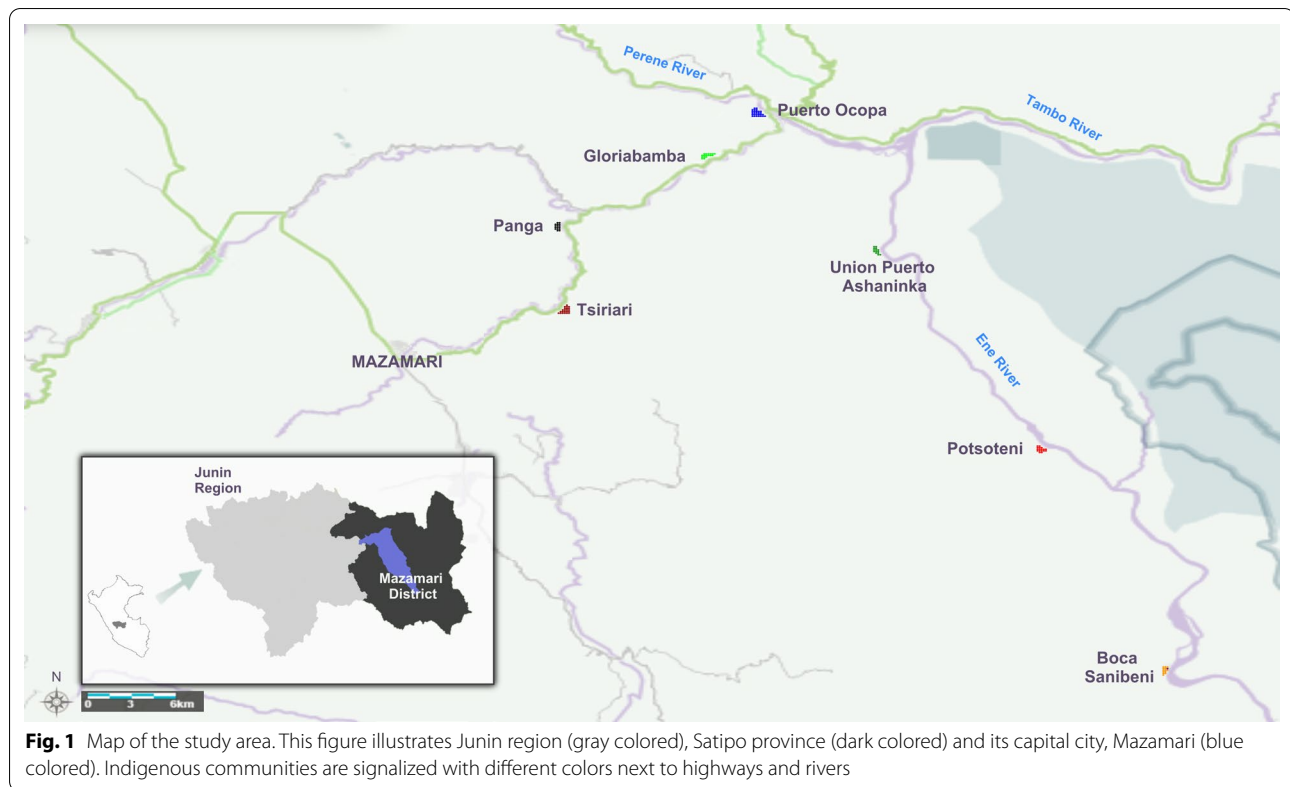 Perene River
Puerto Ocopa
Tambo River
Gloriabamba
Panga
Union Puerto
Ashaninka
Tsiriari
Ene River
MAZAMARI
Potsoteni
Junin
Region
Mazamari
District
Boca
Sanibeni
N
0 3 6km
Fig. 1 Map of the study area. This figure illustrates Junin region (gray colored), Satipo province (dark colored) and its capital city, Mazamari (blue
colored). Indigenous communities are signalized with different colors next to highways and rivers